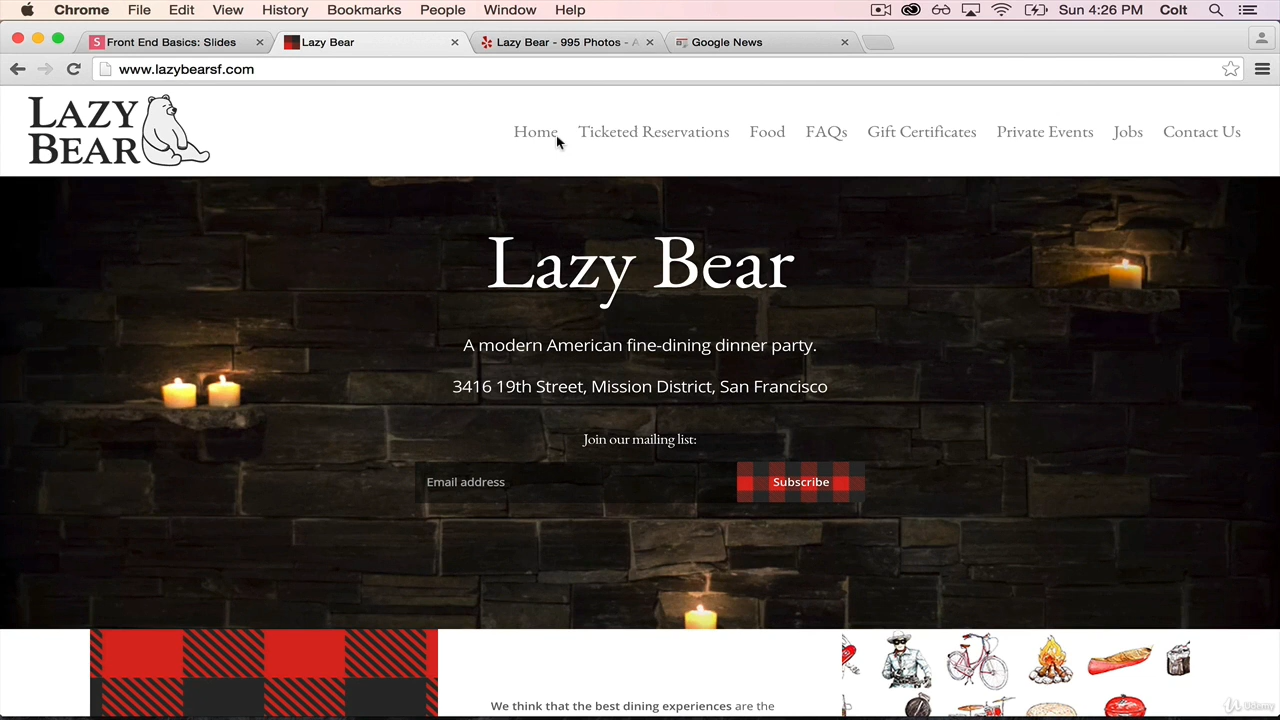 Chrome File Edit View History Bookmarks People Window Help Sun 4:26 PM Colt
Front End Basics: Slides Lazy Bear Lazy Bear - 995 Photos - A Google News
www.lazybearsf.com
LAZY
BEAR
Home Ticketed Reservations Food FAQs Gift Certificates Private Events Jobs Contact Us
Lazy Bear
A modern American fine-dining dinner party.
3416 19th Street, Mission District, San Francisco
Join our mailing list:
Email address Subscribe
We think that the best dining experiences are the
Udemy